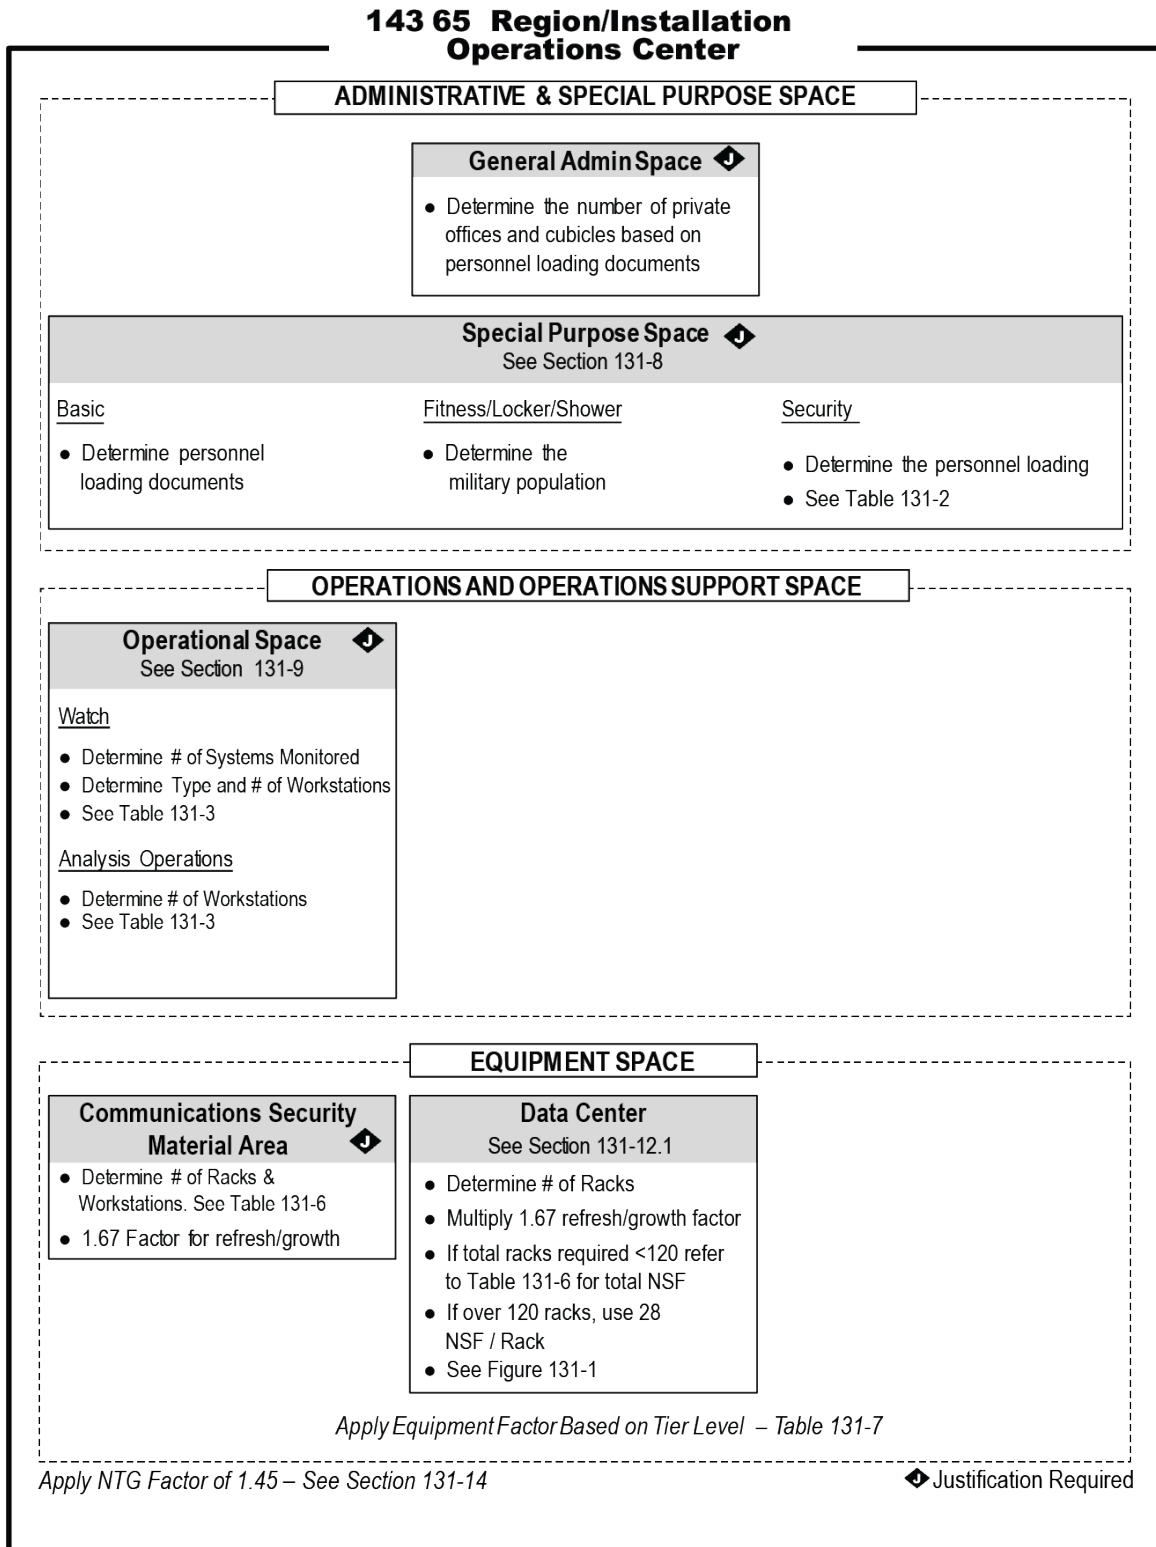 143 65 Region/Installation
Operations Center
ADMINISTRATIVE & SPECIAL PURPOSE SPACE
General Admin Space J
● Determine the number of private
offices and cubicles based on
personnel loading documents
Special Purpose Space J
See Section 131-8
Basic
● Determine personnel
loading documents
Fitness/Locker/Shower
● Determine the
military population
Security
● Determine the personnel loading
● See Table 131-2
OPERATIONS AND OPERATIONS SUPPORT SPACE
Operational Space J
See Section 131-9
Watch
● Determine # of Systems Monitored
● Determine Type and # of Workstations
● See Table 131-3
Analysis Operations
● Determine # of Workstations
● See Table 131-3
EQUIPMENT SPACE
Communications Security
Material Area J
● Determine # of Racks &
Workstations. See Table 131-6
● 1.67 Factor for refresh/growth
Data Center
See Section 131-12.1
● Determine # of Racks
● Multiply 1.67 refresh/growth factor
● If total racks required <120 refer
to Table 131-6 for total NSF
● If over 120 racks, use 28
NSF / Rack
● See Figure 131-1
Apply Equipment Factor Based on Tier Level – Table 131-7
Apply NTG Factor of 1.45 – See Section 131-14
J Justification Required